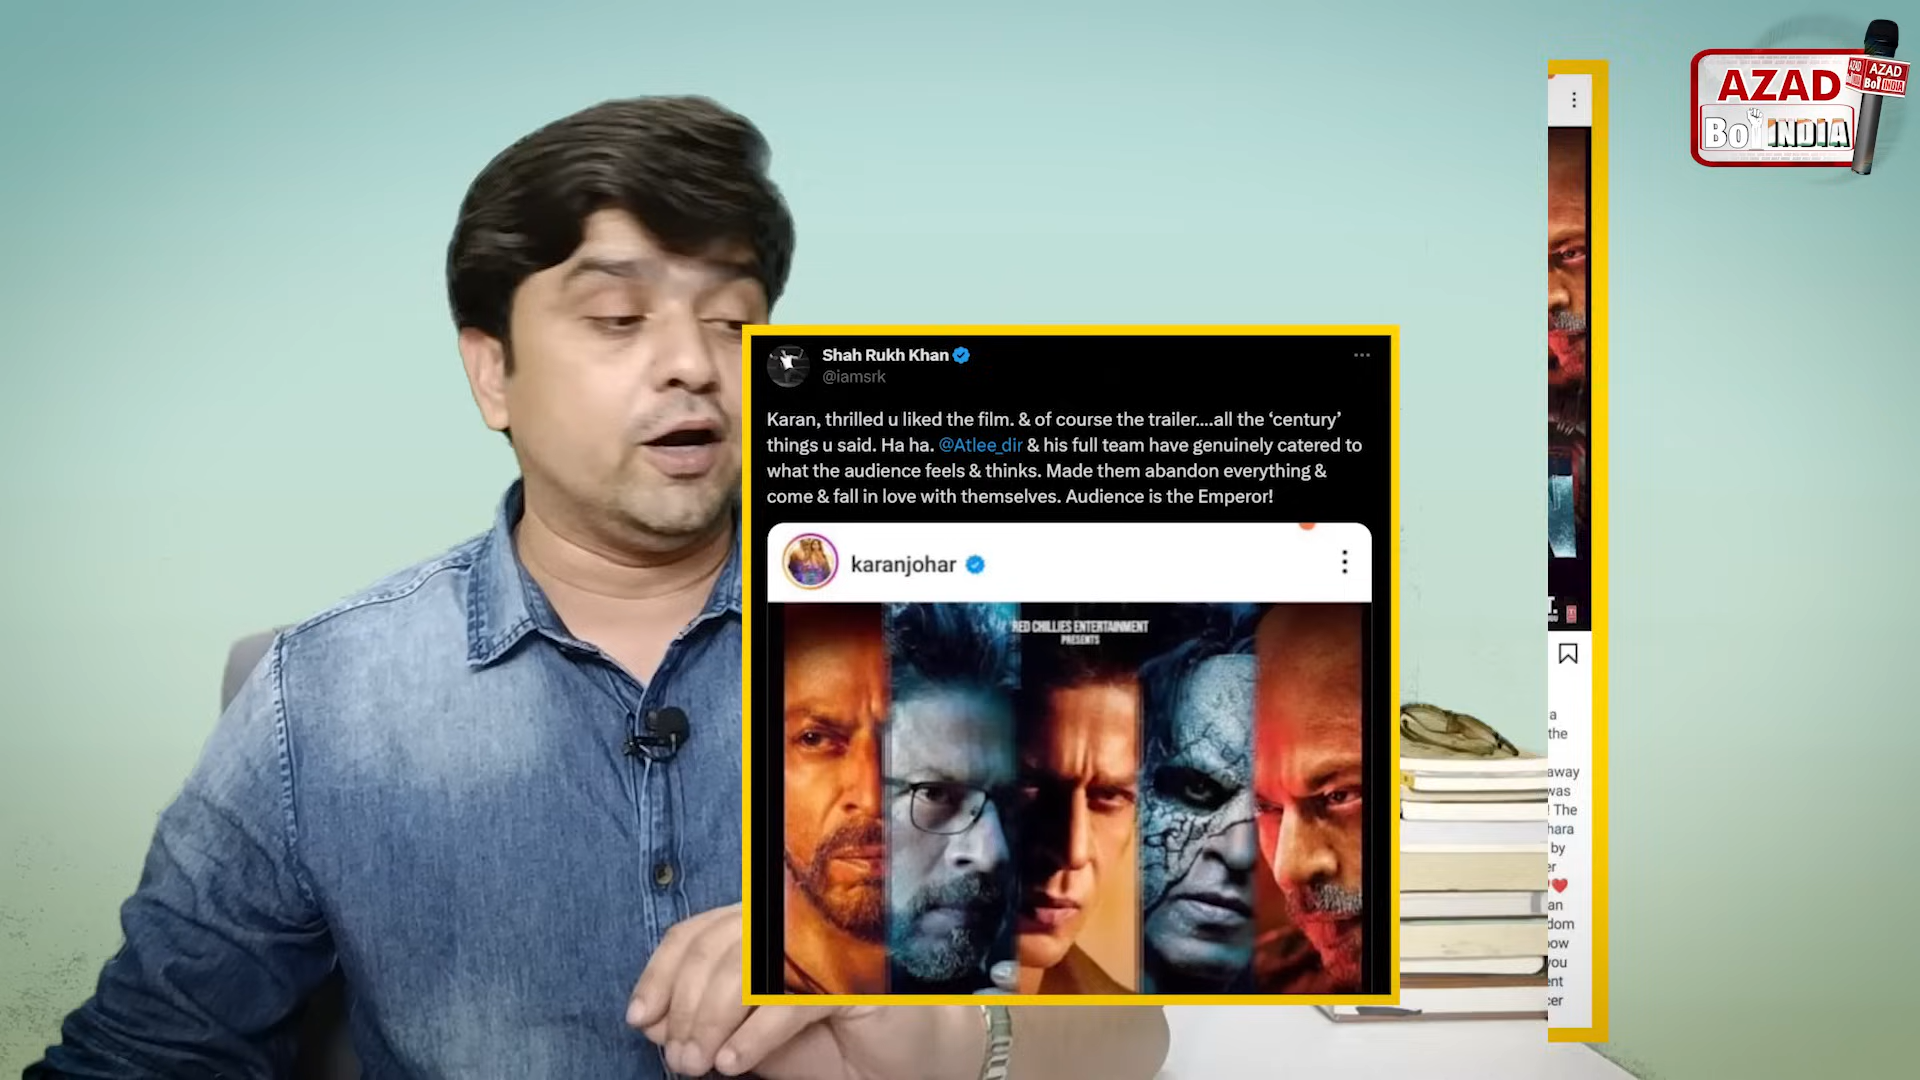 AZAD
Bol INDIA
AZAD
Bol INDIA
Shah Rukh Khan
@iamsrk
Karan, thrilled u liked the film. & of course the trailer....all the ‘century’
things u said. Ha ha. @Atlee_dir & his full team have genuinely catered to
what the audience feels & thinks. Made them abandon everything &
come & fall in love with themselves. Audience is the Emperor!
karanjohar
RED CHILLIES ENTERTAINMENT
PRESENTS
a
the
away
was
! The
hara
by
er
an
dom
ow
you
ent
cer